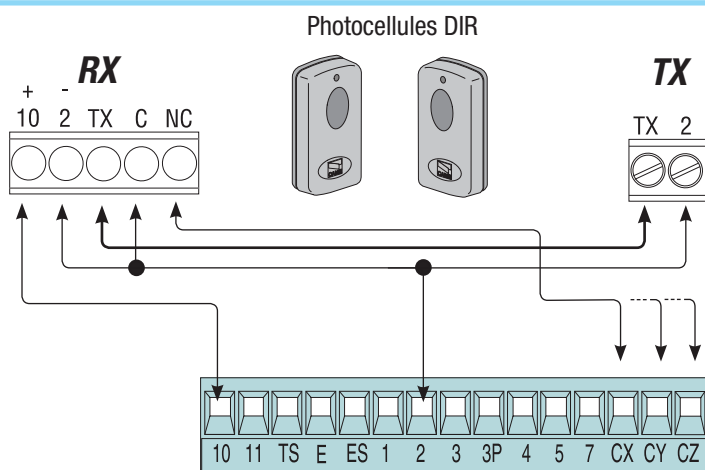 Photocellules DIR
RX
TX
+ -
10 2 TX C NC
TX 2
10 11 TS E ES 1 2 3 3P 4 5 7 CX CY CZ